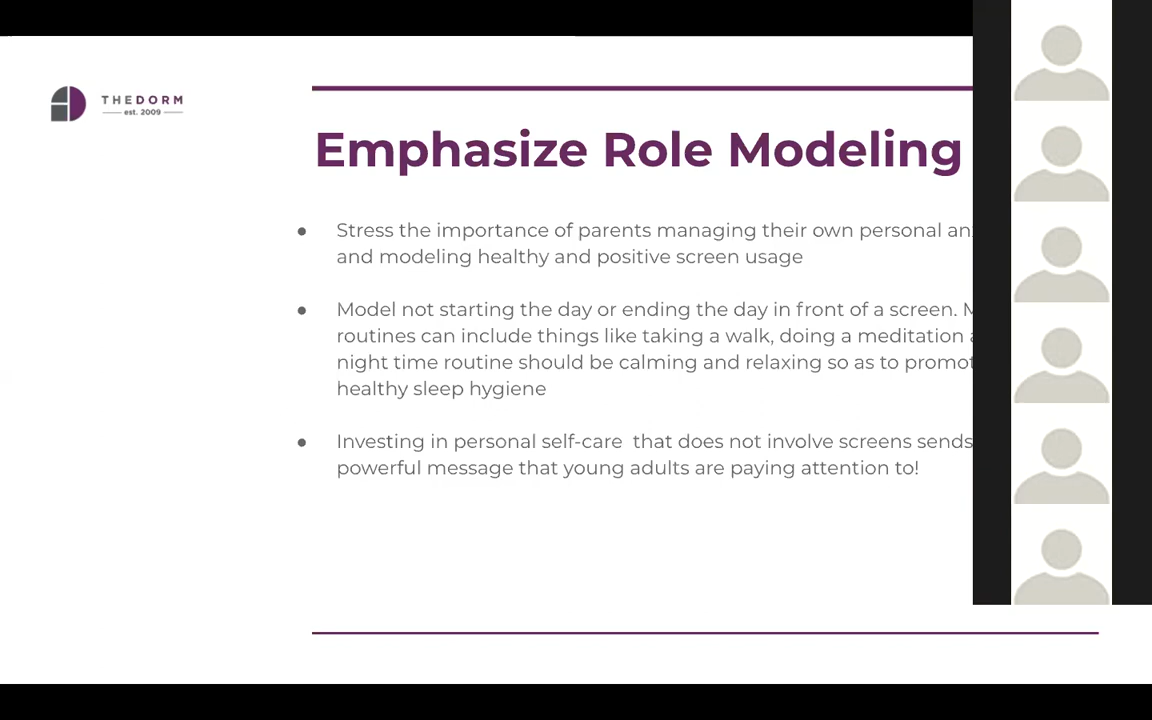 THEDORM
est. 2009
Emphasize Role Modeling
Stress the importance of parents managing their own personal
and modeling healthy and positive screen usage
Model not starting the day or ending the day in front of a screen.
routines can include things like taking a walk, doing a meditation
night time routine should be calming and relaxing so as to
healthy sleep hygiene
Investing in personal self-care that does not involve screens sends
powerful message that young adults are paying attention to!